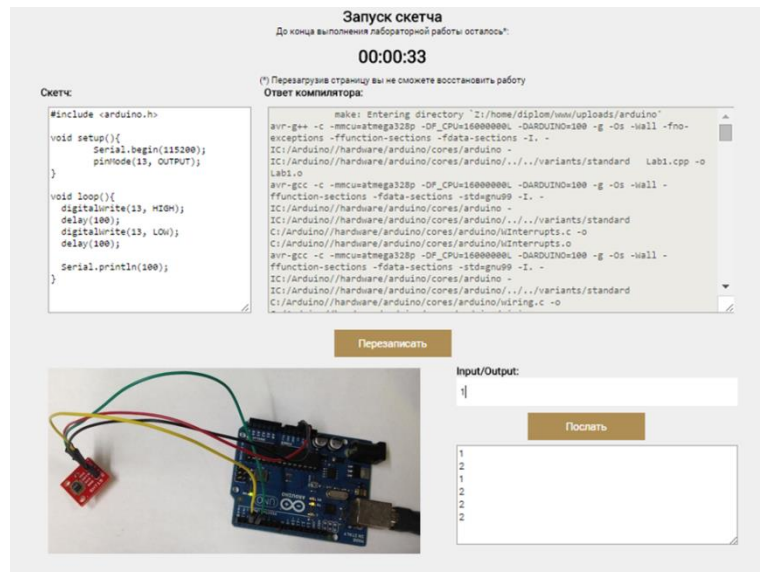 Запуск скетча
До конца выполнения лабораторной работы осталось*:
00:00:33
(*) Перезагрузив страницу вы не сможете восстановить работу
Скетч:
Ответ компилятора:
#include <arduino.h>
void setup(){
Serial.begin(115200);
pinMode(13, OUTPUT);
}
void loop(){
digitalWrite(13, HIGH);
delay(100);
digitalWrite(13, LOW);
delay(100);
Serial.println(100);
}
make: Entering directory `Z:/home/diplom/www/uploads/arduino'
avr-g++ -c -mmcu=atmega328p -DF_CPU=16000000L -DARDUINO=100 -g -Os -Wall -fno-
exceptions -ffunction-sections -fdata-sections -I. -
IC:/Arduino//hardware/arduino/cores/arduino -
IC:/Arduino//hardware/arduino/cores/arduino/../../variants/standard Lab1.cpp -o
Lab1.o
avr-gcc -c -mmcu=atmega328p -DF_CPU=16000000L -DARDUINO=100 -g -Os -Wall -
ffunction-sections -fdata-sections -std=gnu99 -I. -
IC:/Arduino//hardware/arduino/cores/arduino -
IC:/Arduino//hardware/arduino/cores/arduino/../../variants/standard
C:/Arduino//hardware/arduino/cores/arduino/WInterrupts.c -o
C:/Arduino//hardware/arduino/cores/arduino/WInterrupts.o
avr-gcc -c -mmcu=atmega328p -DF_CPU=16000000L -DARDUINO=100 -g -Os -Wall -
ffunction-sections -fdata-sections -std=gnu99 -I. -
IC:/Arduino//hardware/arduino/cores/arduino -
IC:/Arduino//hardware/arduino/cores/arduino/../../variants/standard
C:/Arduino//hardware/arduino/cores/arduino/wiring.c -o
Перезаписать
UNO
ARDUINO
Input/Output:
1
Послать
1
2
1
2
2
2